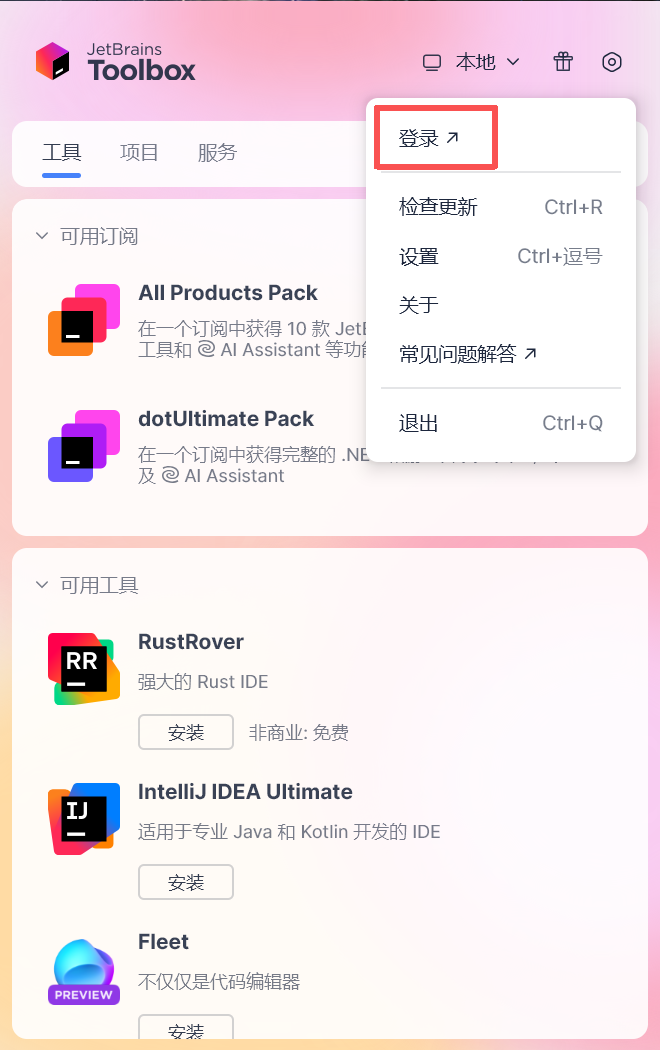 JetBrains
Toolbox
本地
登录 ↗
工具 项目 服务
检查更新 Ctrl+R
设置 Ctrl+逗号
关于
常见问题解答 ↗
退出 Ctrl+Q
可用订阅
All Products Pack
在一个订阅中获得 10 款 JetB
工具和 AI Assistant 等功能
dotUltimate Pack
在一个订阅中获得完整的 .NE
及 AI Assistant
可用工具
RR
RustRover
强大的 Rust IDE
安装 非商业: 免费
IJ
IntelliJ IDEA Ultimate
适用于专业 Java 和 Kotlin 开发的 IDE
安装
Fleet
PREVIEW
不仅仅是代码编辑器
安装